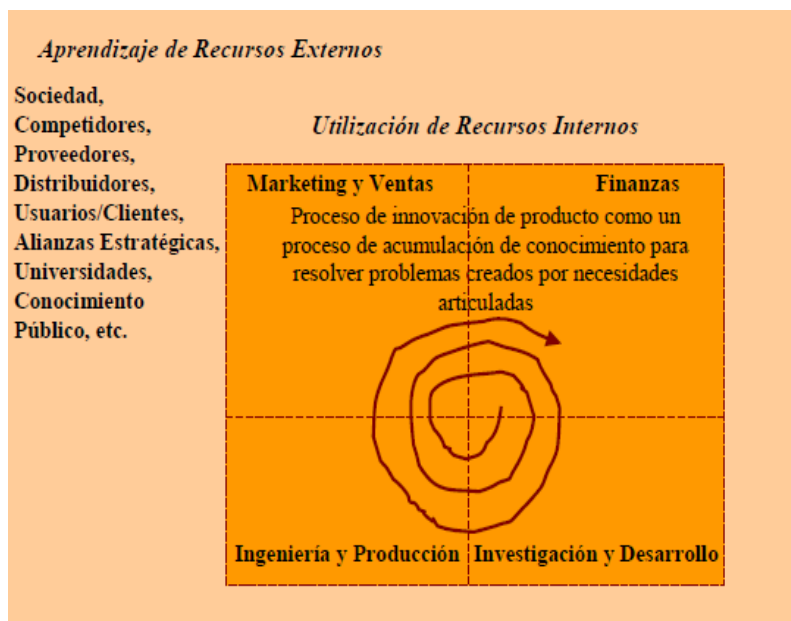 Aprendizaje de Recursos Externos
Sociedad,
Competidores,
Proveedores,
Distribuidores,
Usuarios/Clientes,
Alianzas Estratégicas,
Universidades,
Conocimiento
Público, etc.
Utilización de Recursos Internos
Marketing y Ventas
Finanzas
Proceso de innovación de producto como un
proceso de acumulación de conocimiento para
resolver problemas creados por necesidades
articuladas
Ingeniería y Producción
Investigación y Desarrollo